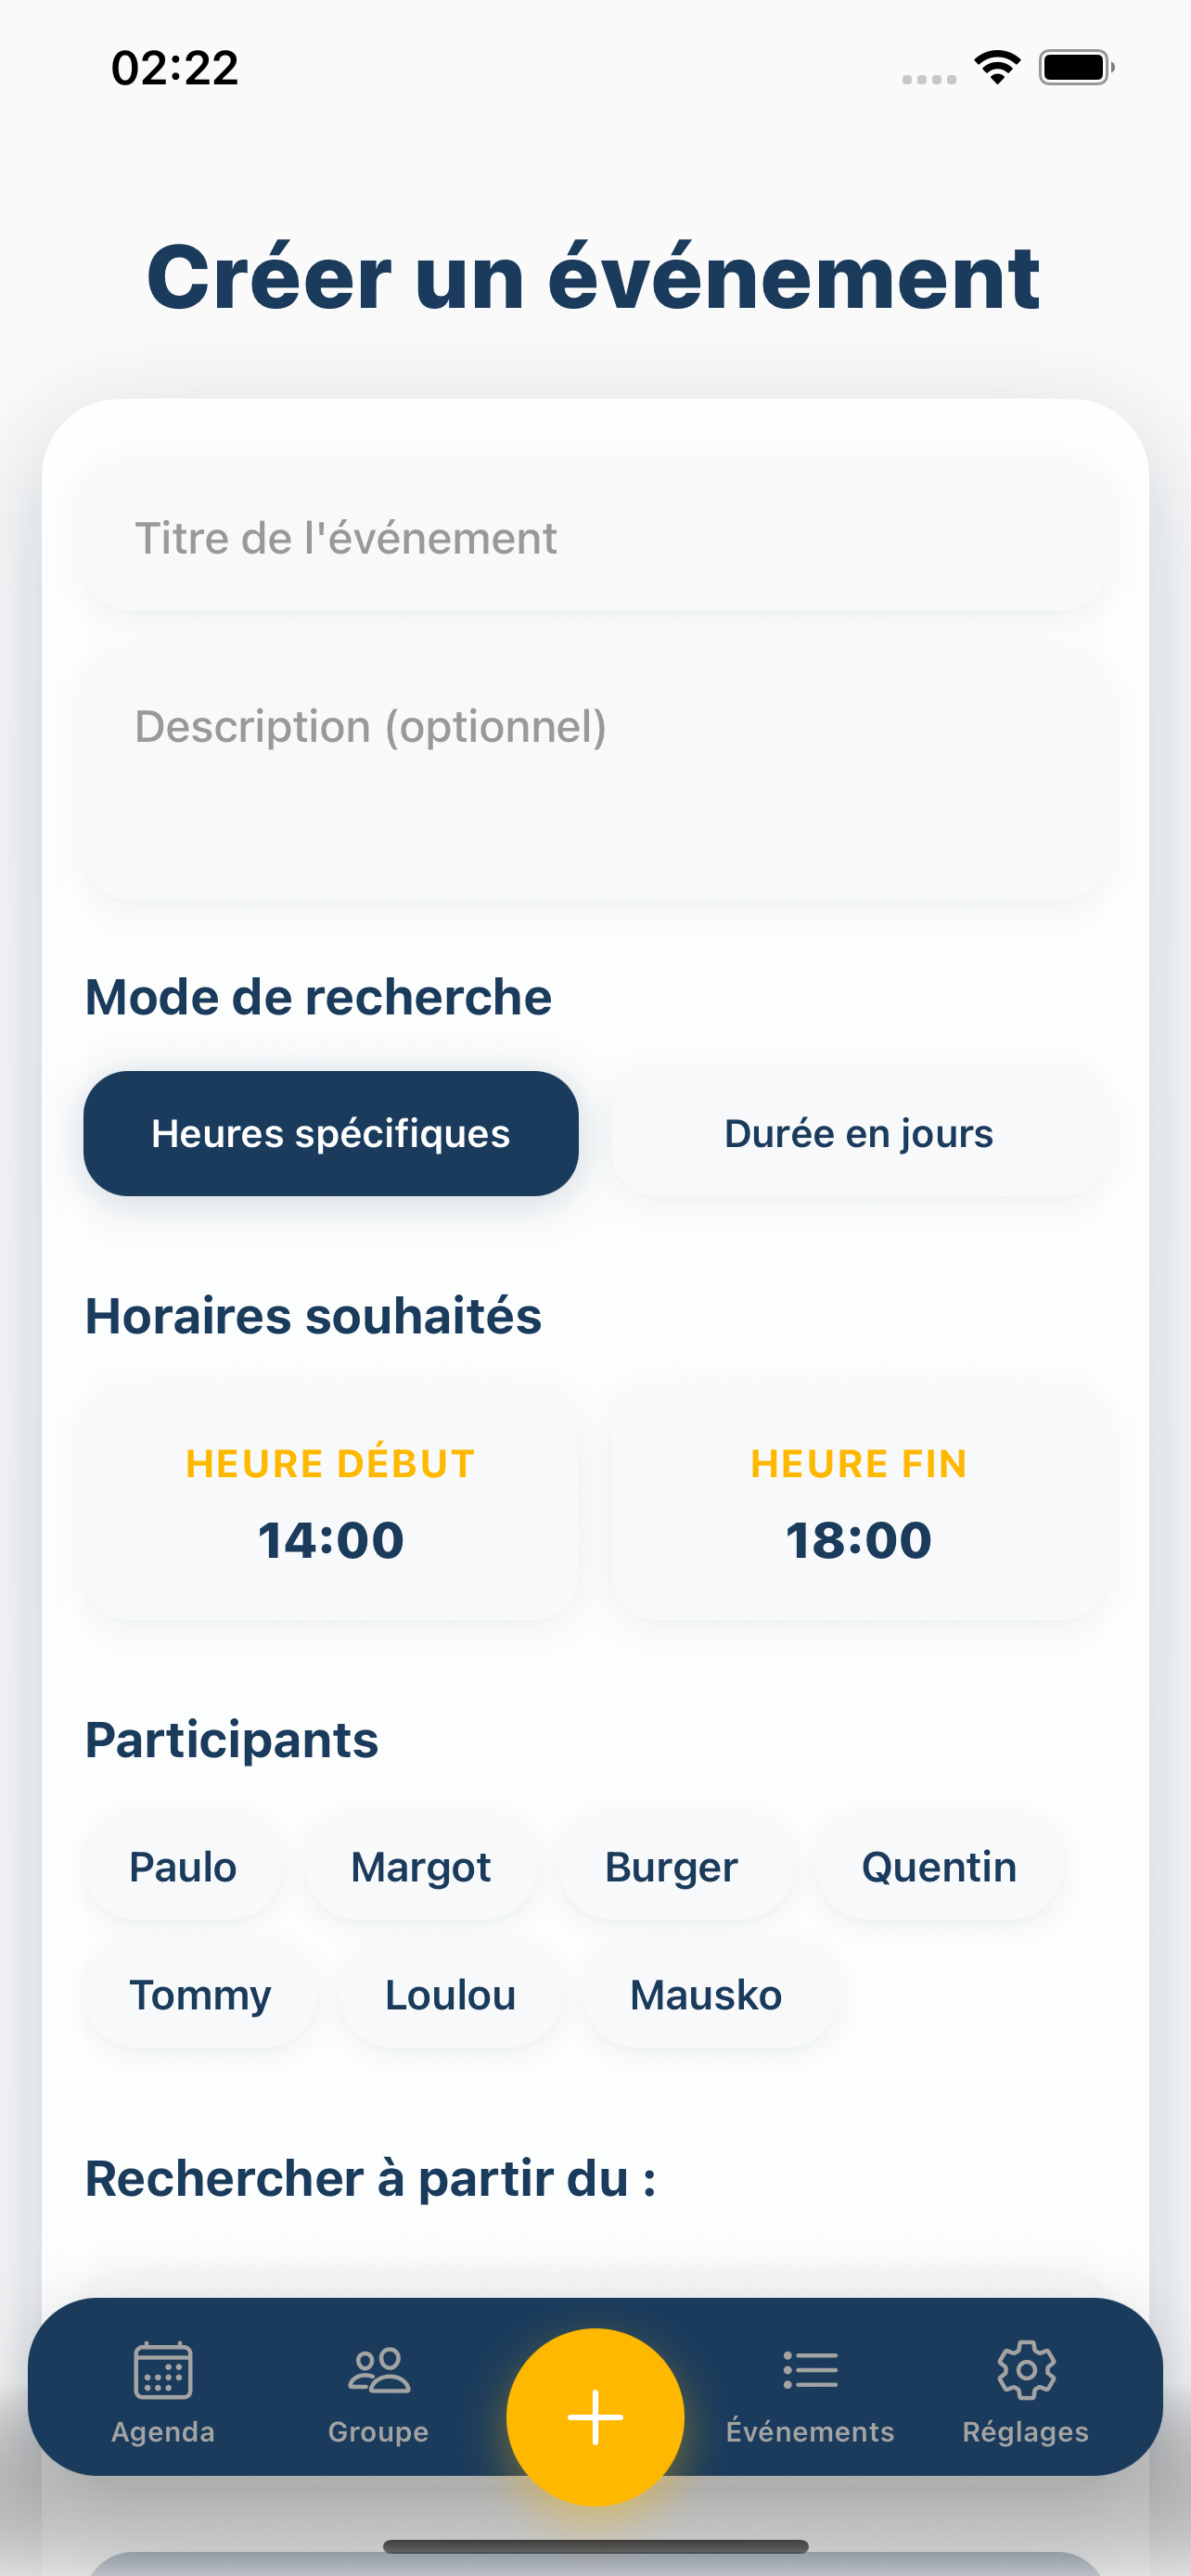 02:22
Créer un événement
Titre de l'événement
Description (optionnel)
Mode de recherche
Heures spécifiques
Durée en jours
Horaires souhaités
HEURE DÉBUT
14:00
HEURE FIN
18:00
Participants
Paulo Margot Burger Quentin
Tommy Loulou Mausko
Rechercher à partir du :
Agenda Groupe Événements Réglages